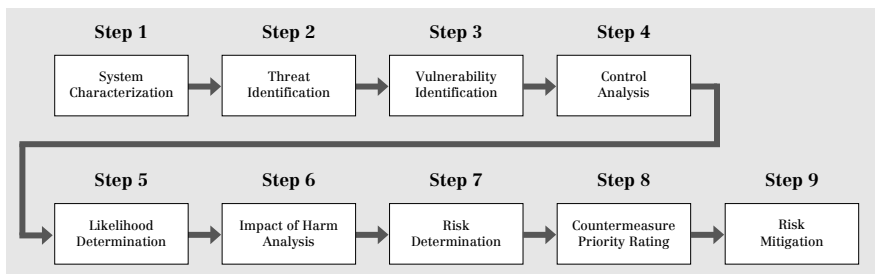 Step 1
Step 2
Step 3
Step 4
System
Characterization
Threat
Identification
Vulnerability
Identification
Control
Analysis
Step 5
Step 6
Step 7
Step 8
Step 9
Likelihood
Determination
Impact of Harm
Analysis
Risk
Determination
Countermeasure
Priority Rating
Risk
Mitigation